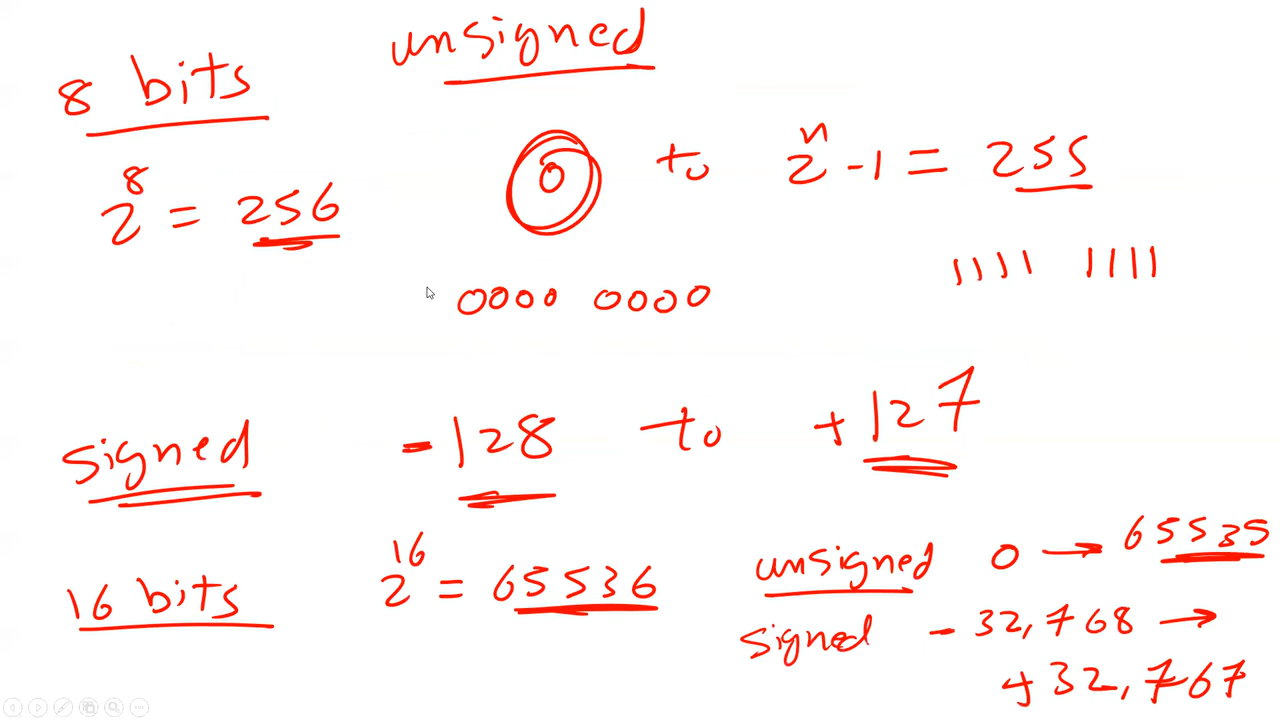 8 bits
unsigned
2^8 = 256
0 to 2^n - 1 = 255
0000 0000
1111 1111
signed -128 to +127
16 bits 2^16 = 65536
unsigned 0 → 65535
signed - 32,768 →
+ 32,767